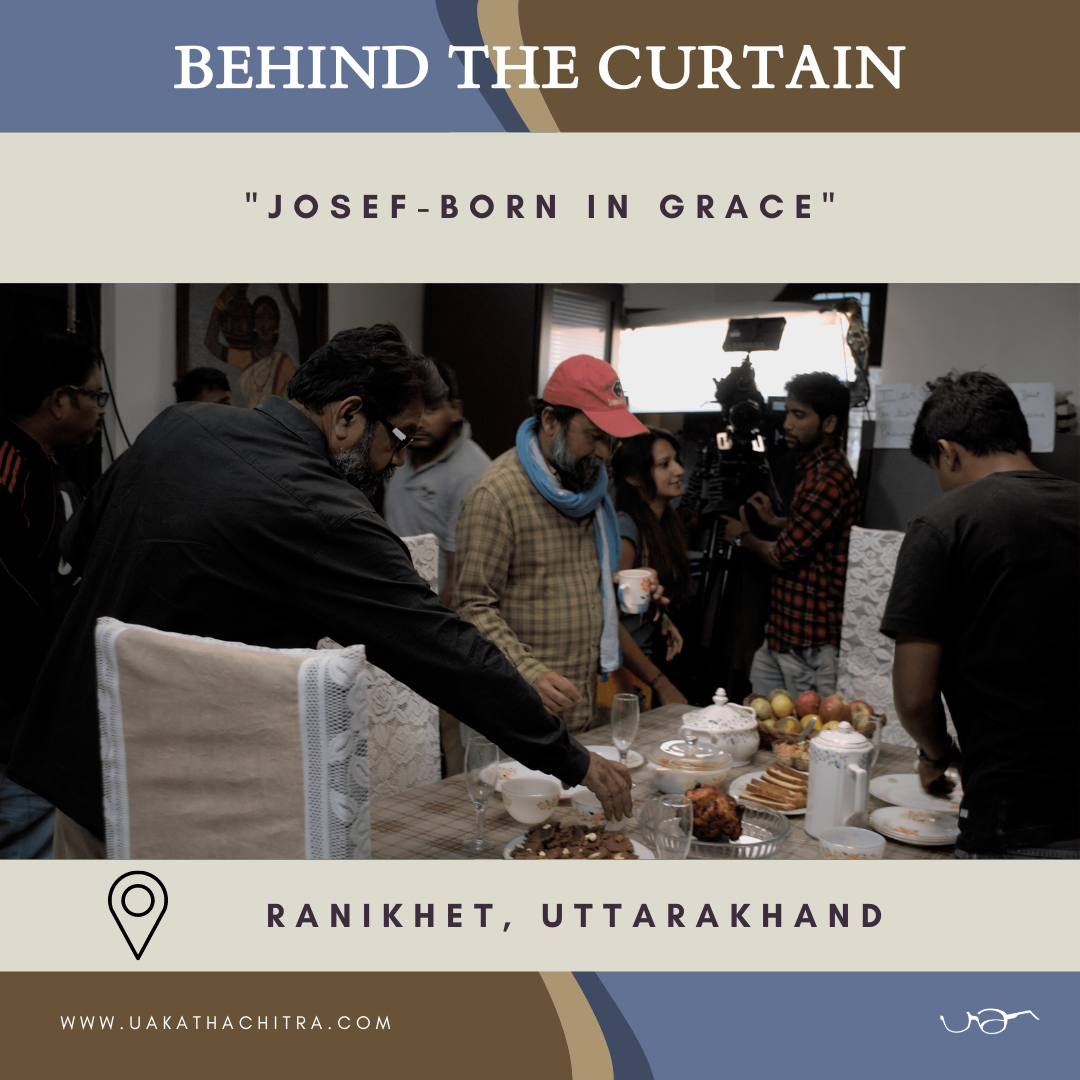 BEHIND THE CURTAIN
"JOSEF-BORN IN GRACE"
RANIKHET, UTTARAKHAND
WWW.UAKATHACHITRA.COM